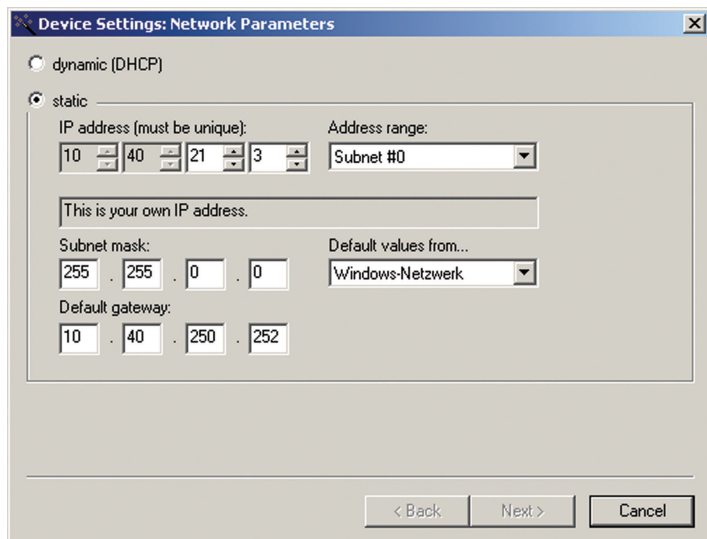 Device Settings: Network Parameters
dynamic (DHCP)
static
IP address (must be unique): Address range:
10 40 21 3 Subnet #0
This is your own IP address.
Subnet mask: Default values from...
255 . 255 . 0 . 0 Windows-Netzwerk
Default gateway:
10 . 40 . 250 . 252
< Back Next > Cancel